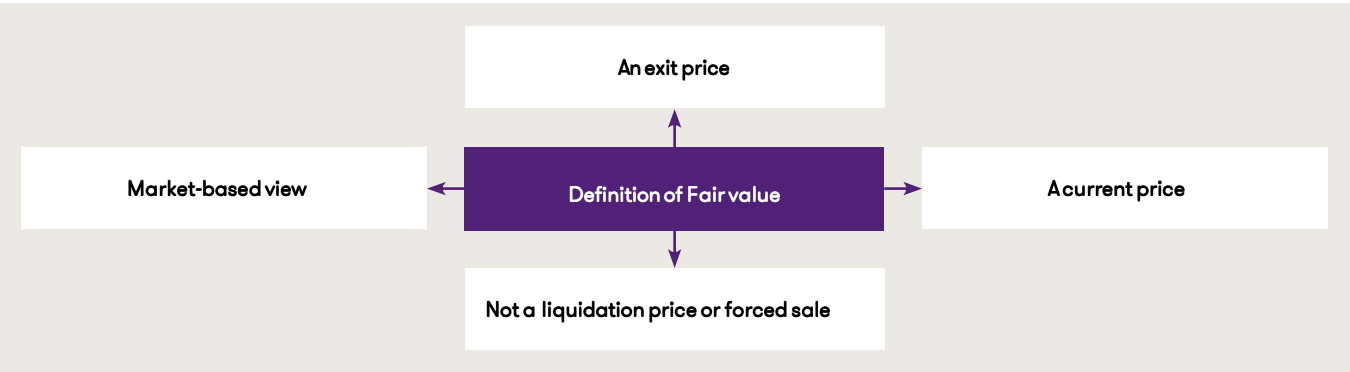 An exit price
Market-based view
Definition of Fair value
A current price
Not a liquidation price or forced sale